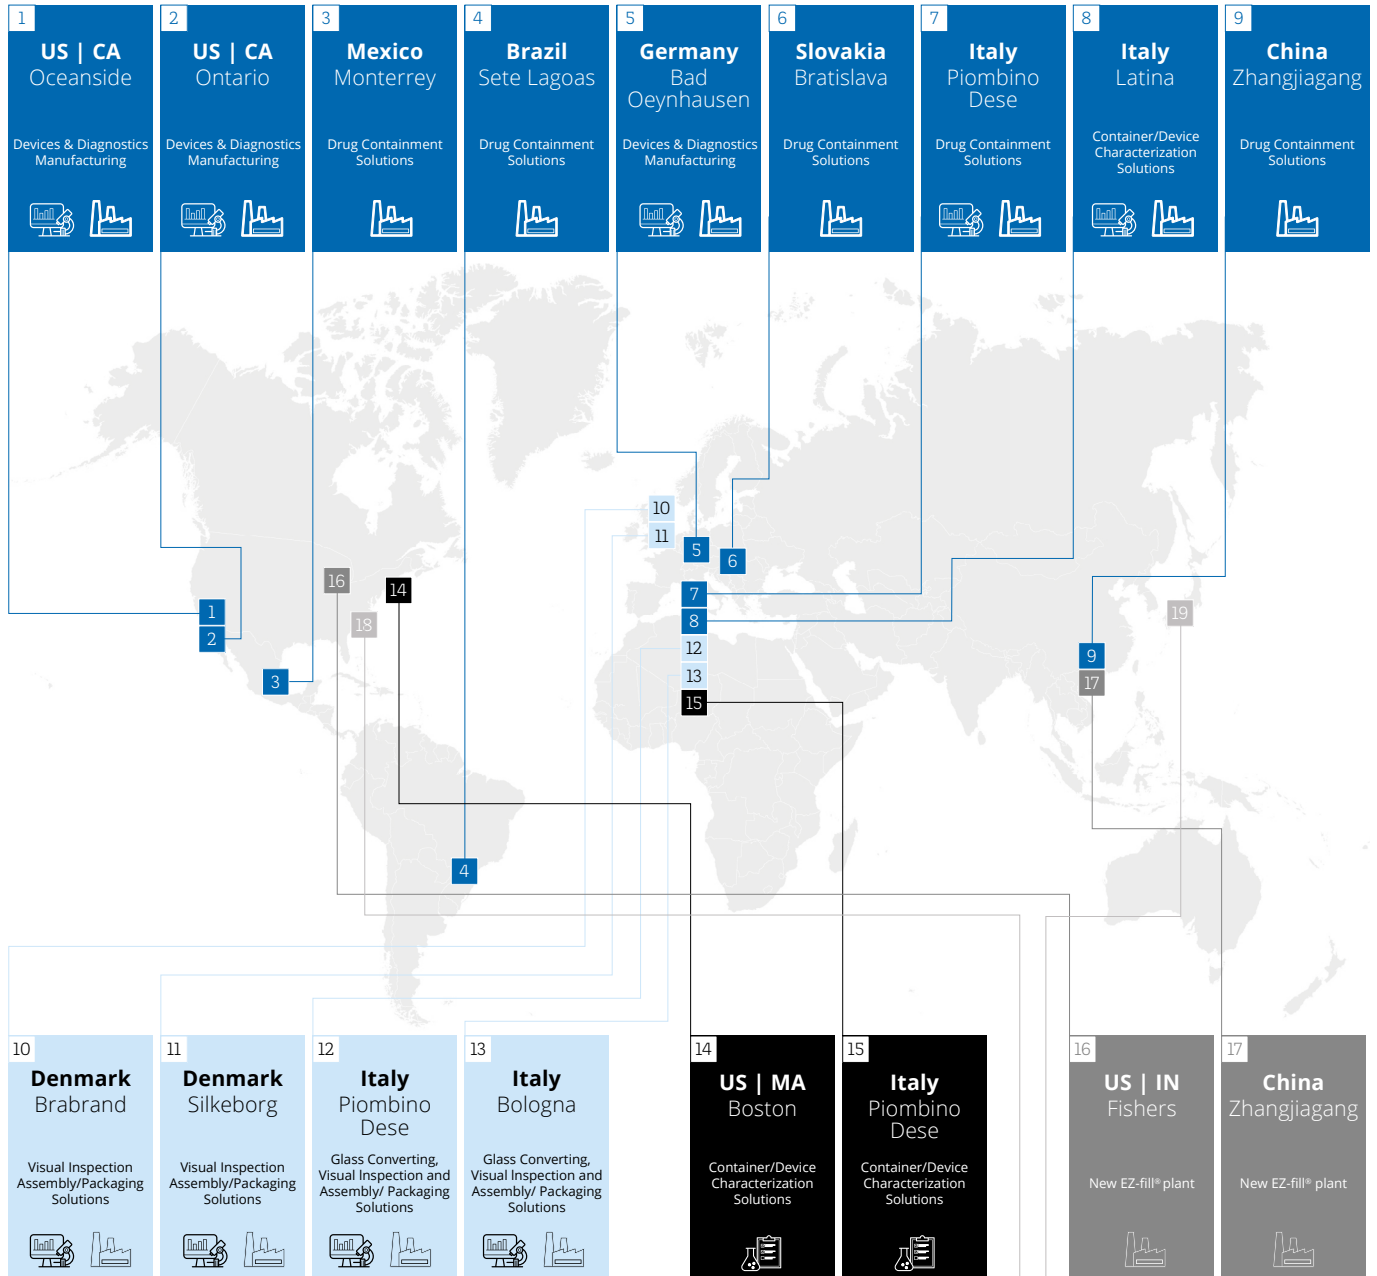 1
US | CA
Oceanside
Devices & Diagnostics
Manufacturing
2
US | CA
Ontario
Devices & Diagnostics
Manufacturing
3
Mexico
Monterrey
Drug Containment
Solutions
4
Brazil
Sete Lagoas
Drug Containment
Solutions
5
Germany
Bad
Oeynhausen
Devices & Diagnostics
Manufacturing
6
Slovakia
Bratislava
Drug Containment
Solutions
7
Italy
Piombino
Dese
Drug Containment
Solutions
8
Italy
Latina
Container/Device
Characterization
Solutions
9
China
Zhangjiagang
Drug Containment
Solutions
10
11
5
6
16
14
7
1
18
8
19
2
12
9
3
13
17
15
4
10
Denmark
Brabrand
Visual Inspection
Assembly/Packaging
Solutions
11
Denmark
Silkeborg
Visual Inspection
Assembly/Packaging
Solutions
12
Italy
Piombino
Dese
Glass Converting,
Visual Inspection and
Assembly/ Packaging
Solutions
13
Italy
Bologna
Glass Converting,
Visual Inspection and
Assembly/ Packaging
Solutions
14
US | MA
Boston
Container/Device
Characterization
Solutions
15
Italy
Piombino
Dese
Container/Device
Characterization
Solutions
16
US | IN
Fishers
New EZ-fill® plant
17
China
Zhangjiagang
New EZ-fill® plant